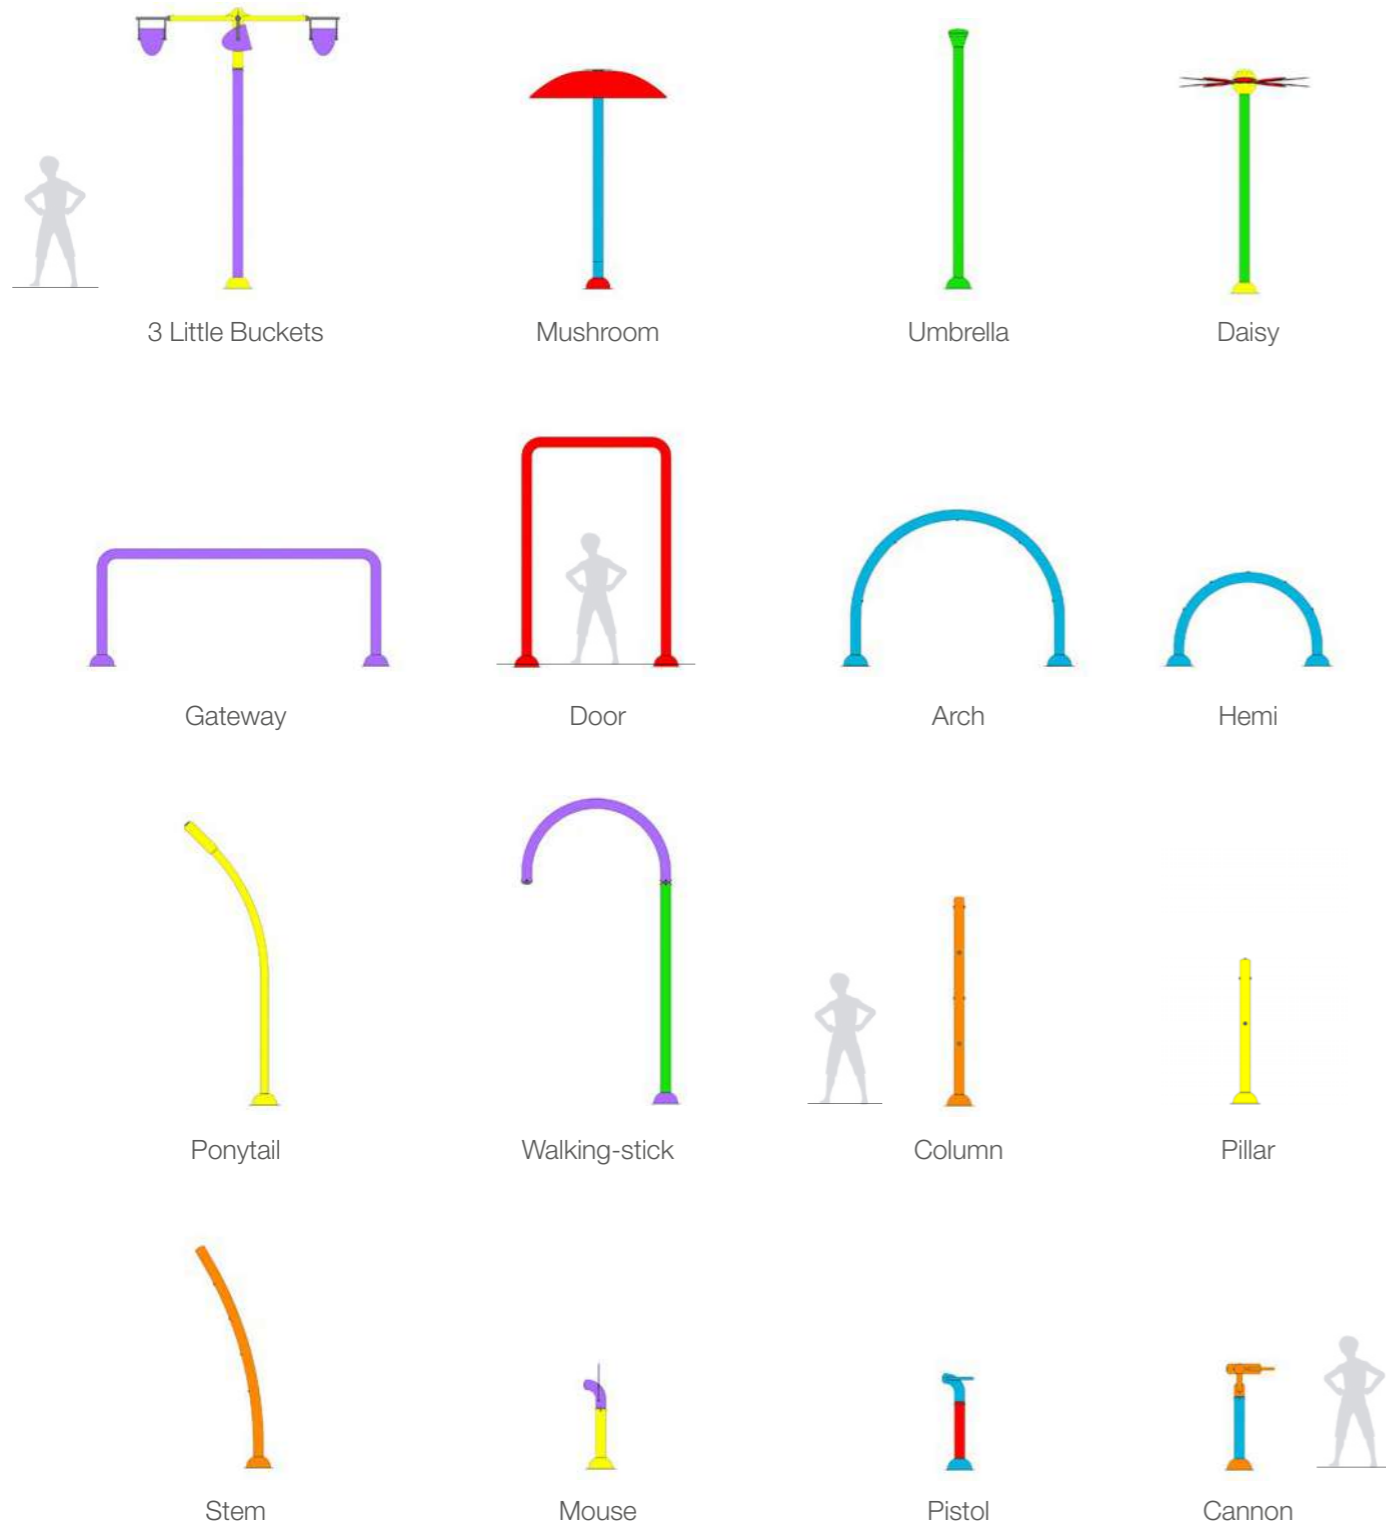 3 Little Buckets
Mushroom
Umbrella
Daisy
Gateway
Door
Arch
Hemi
Ponytail
Walking-stick
Column
Pillar
Stem
Mouse
Pistol
Cannon